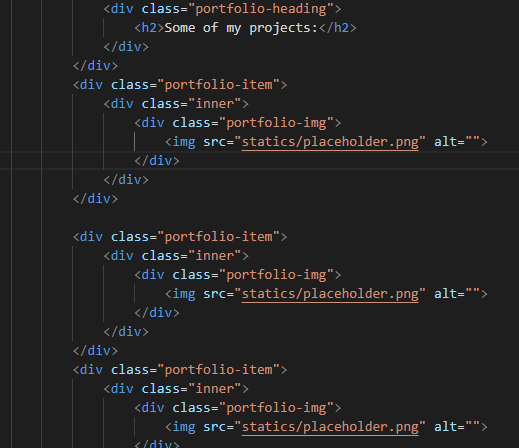 <div class="portfolio-heading">
<h2>Some of my projects:</h2>
</div>
</div>
<div class="portfolio-item">
<div class="inner">
<div class="portfolio-img">
<img src="statics/placeholder.png" alt="">
</div>
</div>
</div>
<div class="portfolio-item">
<div class="inner">
<div class="portfolio-img">
<img src="statics/placeholder.png" alt="">
</div>
</div>
</div>
<div class="portfolio-item">
<div class="inner">
<div class="portfolio-img">
<img src="statics/placeholder.png" alt="">
</div>